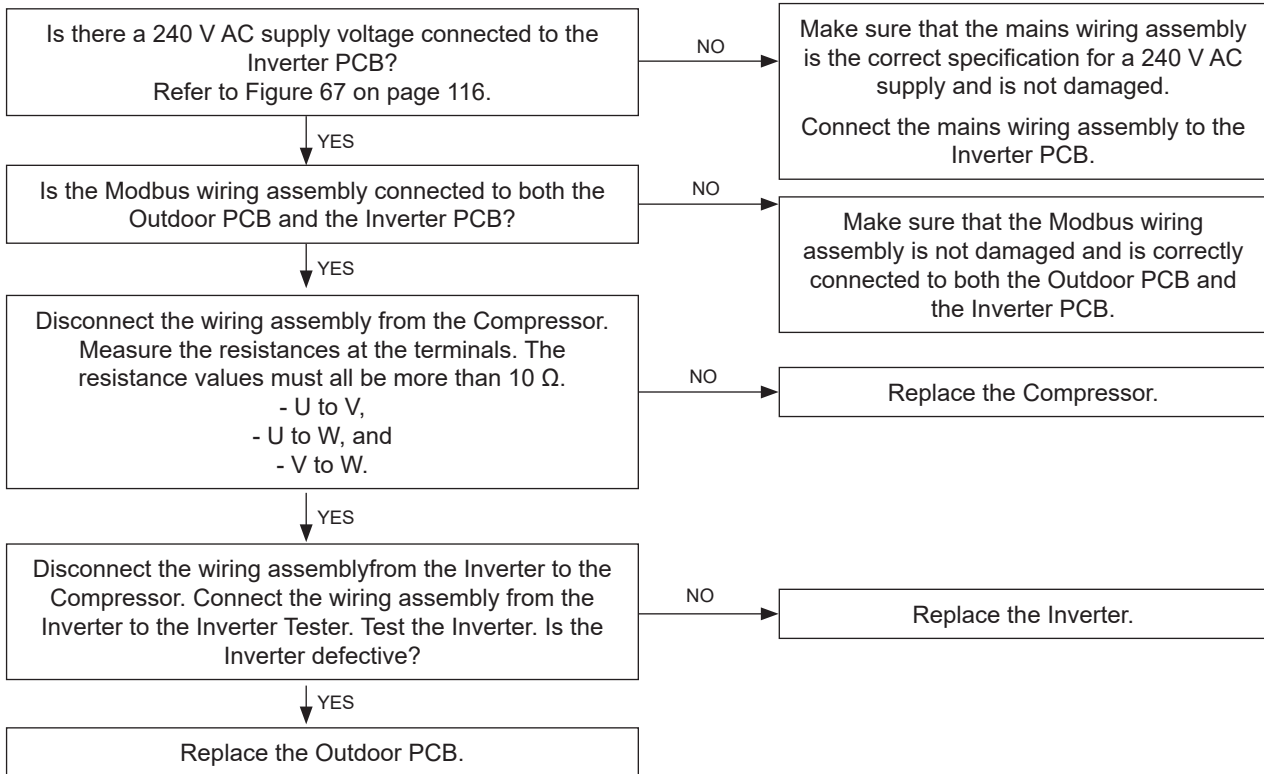 Is there a 240 V AC supply voltage connected to the
Inverter PCB?
Refer to Figure 67 on page 116.
NO
Make sure that the mains wiring assembly
is the correct specification for a 240 V AC
supply and is not damaged.
Connect the mains wiring assembly to the
Inverter PCB.
YES
Is the Modbus wiring assembly connected to both the
Outdoor PCB and the Inverter PCB?
NO
Make sure that the Modbus wiring
assembly is not damaged and is correctly
connected to both the Outdoor PCB and
the Inverter PCB.
YES
Disconnect the wiring assembly from the Compressor.
Measure the resistances at the terminals. The
resistance values must all be more than 10 Ω.
- U to V,
- U to W, and
- V to W.
NO
Replace the Compressor.
YES
Disconnect the wiring assemblyfrom the Inverter to the
Compressor. Connect the wiring assembly from the
Inverter to the Inverter Tester. Test the Inverter. Is the
Inverter defective?
NO
Replace the Inverter.
YES
Replace the Outdoor PCB.